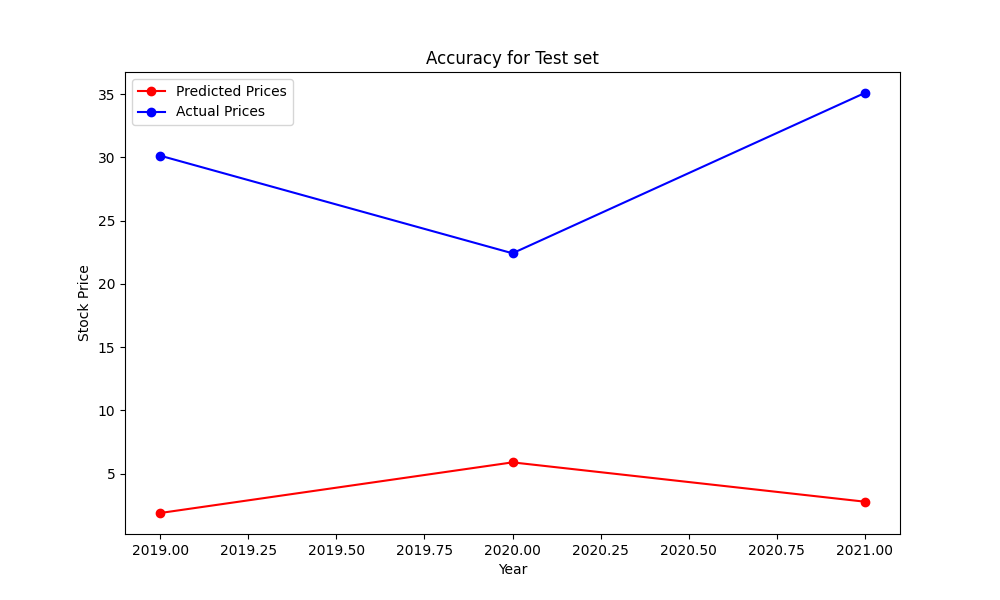 Accuracy for Test set
Predicted Prices
Actual Prices
Stock Price
35
30
25
20
15
10
5
2019.00 2019.25 2019.50 2019.75 2020.00 2020.25 2020.50 2020.75 2021.00
Year